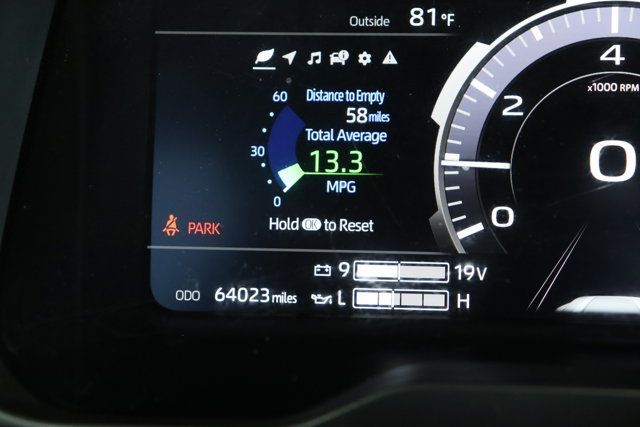 Outside 81°F
4
x1000 RPM
60 Distance to Empty
58 miles
2
Total Average
30 13.3 0
MPG
0 0
Hold OK to Reset
PARK
9 19V
ODO 64023 miles L H